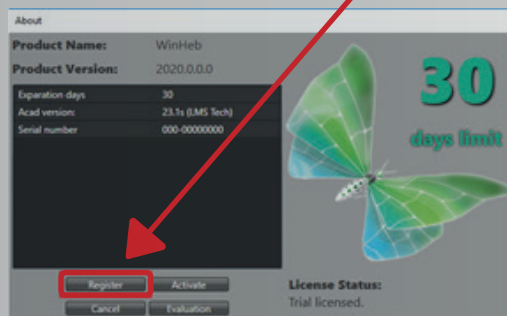 About
Product Name: WinHeb
Product Version: 2020.0.0.0
Exparation days 30
Acad version: 23.1s (LMS Tech)
Serial number 000-00000000
30
days limit
Register Activate
Cancel Evaluation
License Status:
Trial licensed.